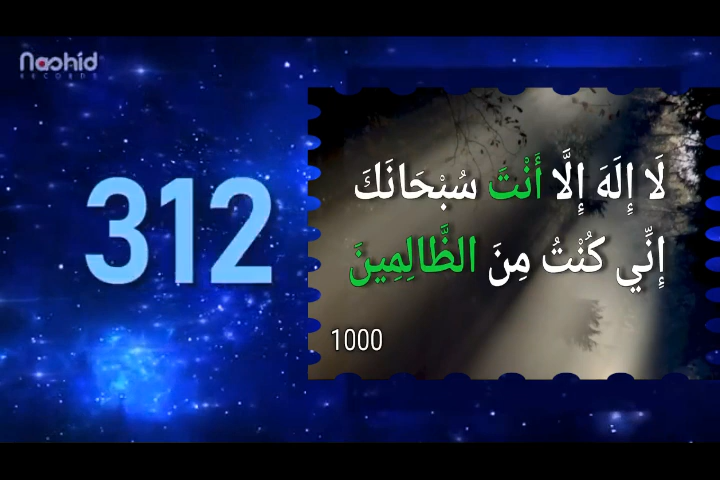 Nashid
RECORDS
312
لَا إِلَهَ إِلَّا أَنْتَ سُبْحَانَكَ
إِنِّي كُنْتُ مِنَ الظَّالِمِينَ
1000